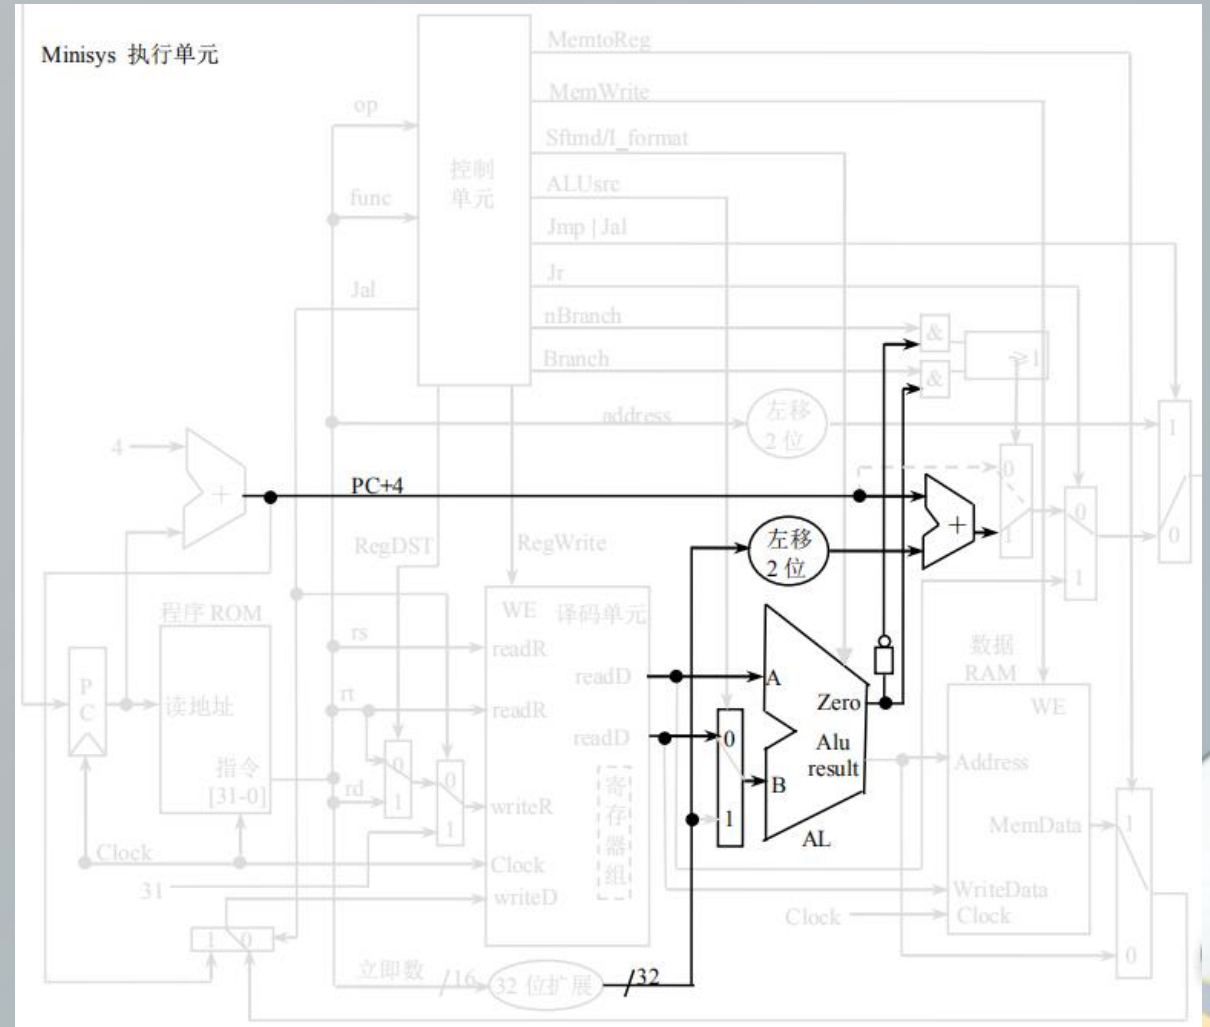 Minisys 执行单元
MemtoReg
MemWrite
Sftmd/I_format
ALUsrc
Jmp | Jal
Jr
nBranch
Branch
op
func
Jal
控制
单元
&
&
≥1
address
左移
2 位
1
0
4
+
PC+4
0
1
0
1
+
左移
2 位
RegDST
RegWrite
程序 ROM
WE 译码单元
rs
readR
readD
A
rt
readR
readD
0
1
B
Zero
Alu
result
AL
数据
RAM
WE
Address
MemData
WriteData
Clock
Clock
1
0
P
C
读地址
指令
[31-0]
rd
0
1
0
1
writeR
寄
存
器
组
Clock
Clock
31
writeD
1 0
立即数
/16
32 位扩展
/32